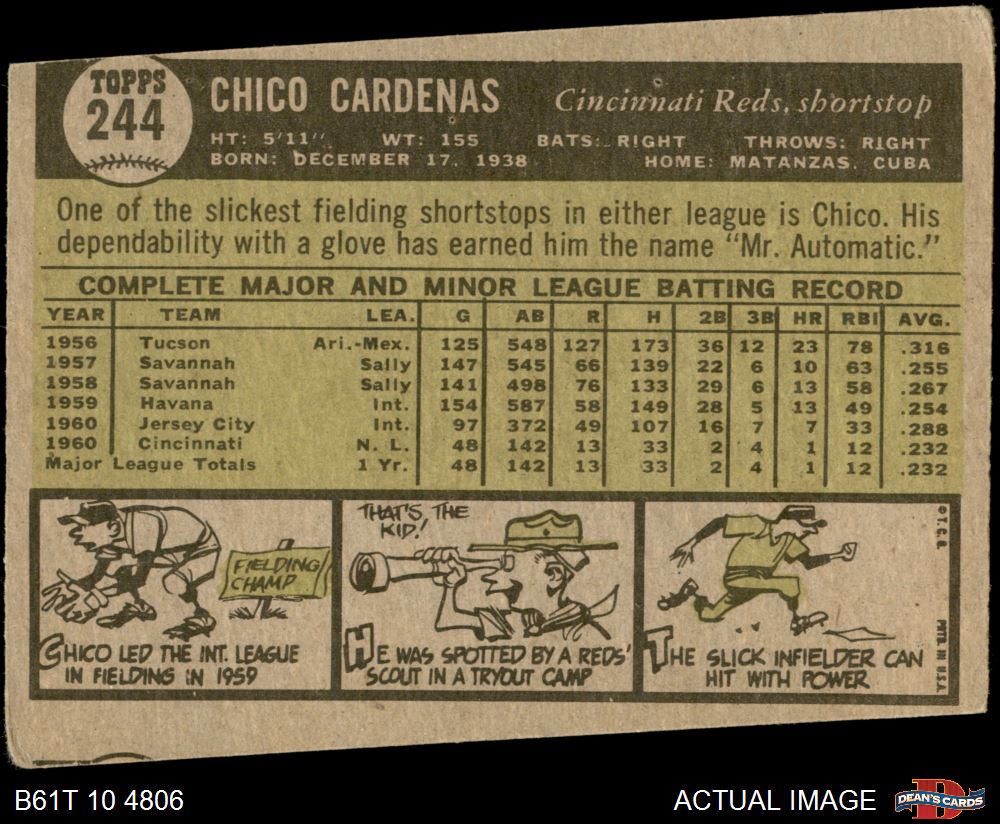 TOPPS
244
CHICO CARDENAS
Cincinnati Reds, shortstop
HT: 5'11" WT: 155 BATS: RIGHT THROWS: RIGHT
BORN: DECEMBER 17, 1938 HOME: MATANZAS, CUBA
One of the slickest fielding shortstops in either league is Chico. His
dependability with a glove has earned him the name "Mr. Automatic."
COMPLETE MAJOR AND MINOR LEAGUE BATTING RECORD
YEAR TEAM LEA. G AB R H 2B 3B HR RBI AVG.
1956 Tucson Ari.-Mex. 125 548 127 173 36 12 23 78 .316
1957 Savannah Sally 147 545 66 139 22 6 10 63 .255
1958 Savannah Sally 141 498 76 133 29 6 13 58 .267
1959 Havana Int. 154 587 58 149 28 5 13 49 .254
1960 Jersey City Int. 97 372 49 107 16 7 7 33 .288
1960 Cincinnati N. L. 48 142 13 33 2 4 1 12 .232
Major League Totals 1 Yr. 48 142 13 33 2 4 1 12 .232
FIELDING
CHAMP
CHICO LED THE INT. LEAGUE
IN FIELDING IN 1959
THAT'S THE
KID!
HE WAS SPOTTED BY A REDS'
SCOUT IN A TRYOUT CAMP
THE SLICK INFIELDER CAN
HIT WITH POWER
© T.C.G. PRTD. IN U.S.A.
B61T 10 4806
ACTUAL IMAGE
DEAN'S CARDS